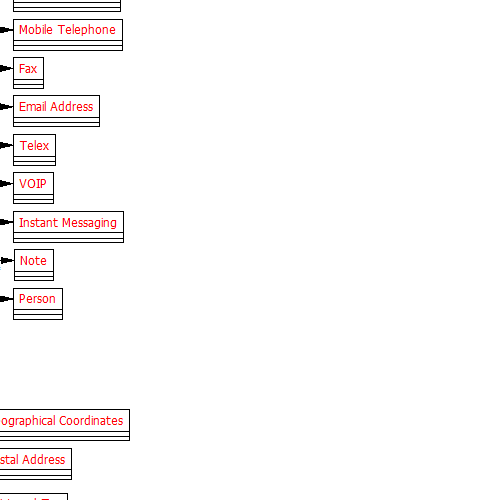 Mobile Telephone
Fax
Email Address
Telex
VOIP
Instant Messaging
Note
Person
ographical Coordinates
stal Address